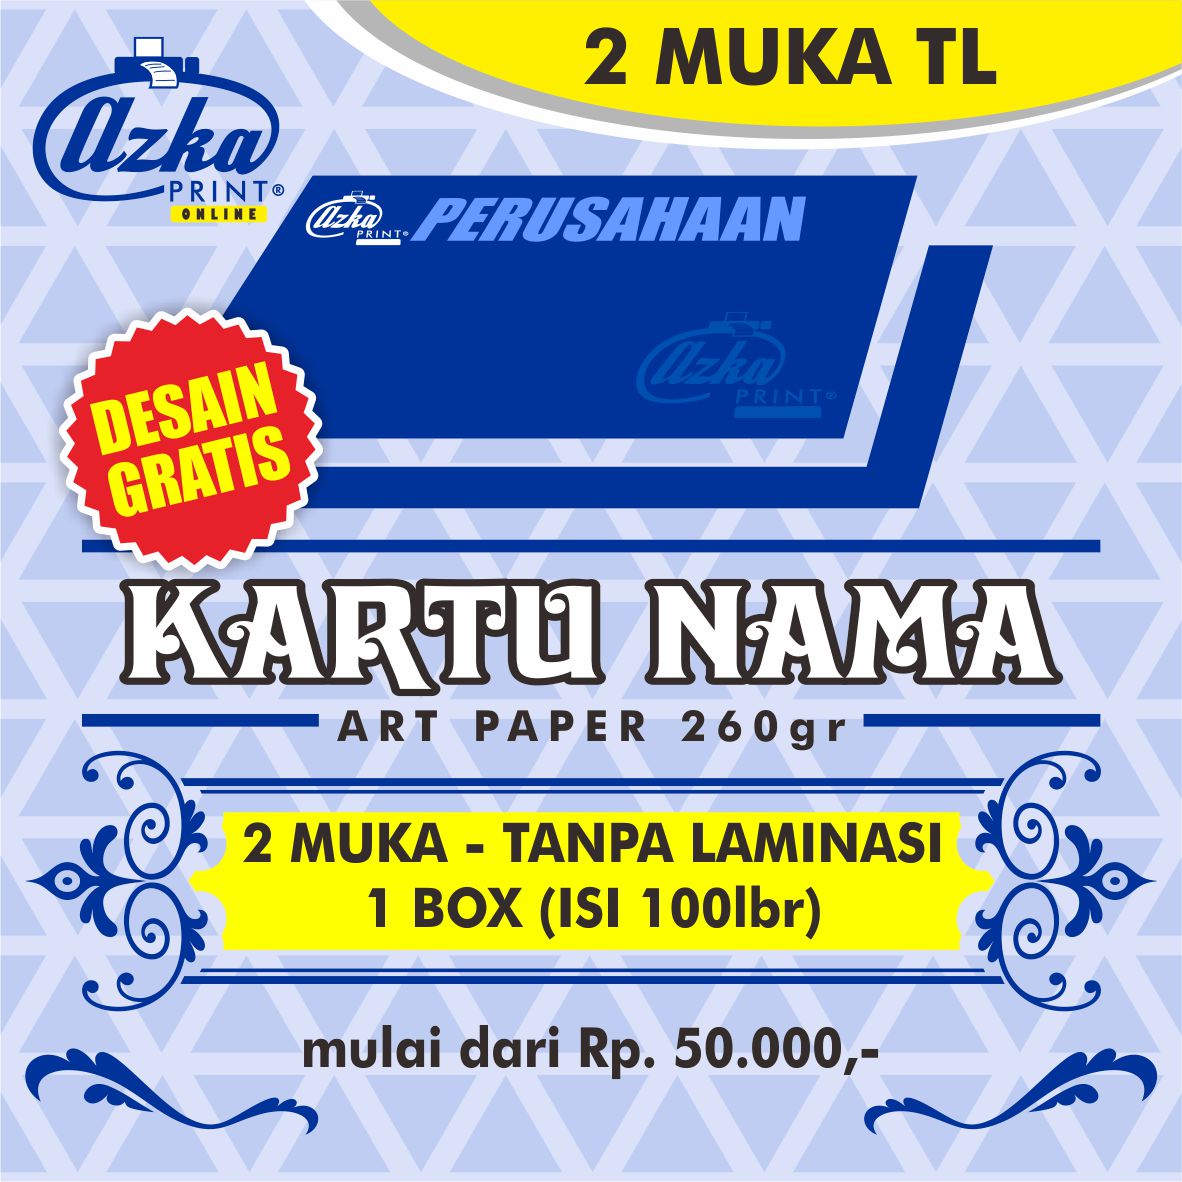 2 MUKA TL
Azka
PRINT®
ONLINE
Azka
PRINT®
PERUSAHAAN
Azka
PRINT®
DESAIN
GRATIS
KARTU NAMA
ART PAPER 260gr
2 MUKA - TANPA LAMINASI
1 BOX (ISI 100lbr)
mulai dari Rp. 50.000,-